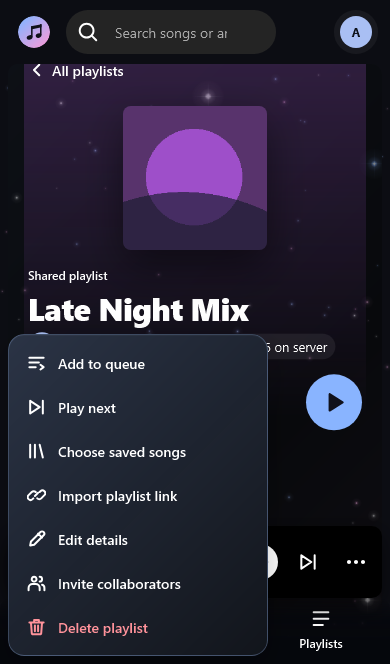 Search songs or ar
A
All playlists
Shared playlist
Late Night Mix
on server
Add to queue
Play next
Choose saved songs
Import playlist link
Edit details
Invite collaborators
Delete playlist
Playlists